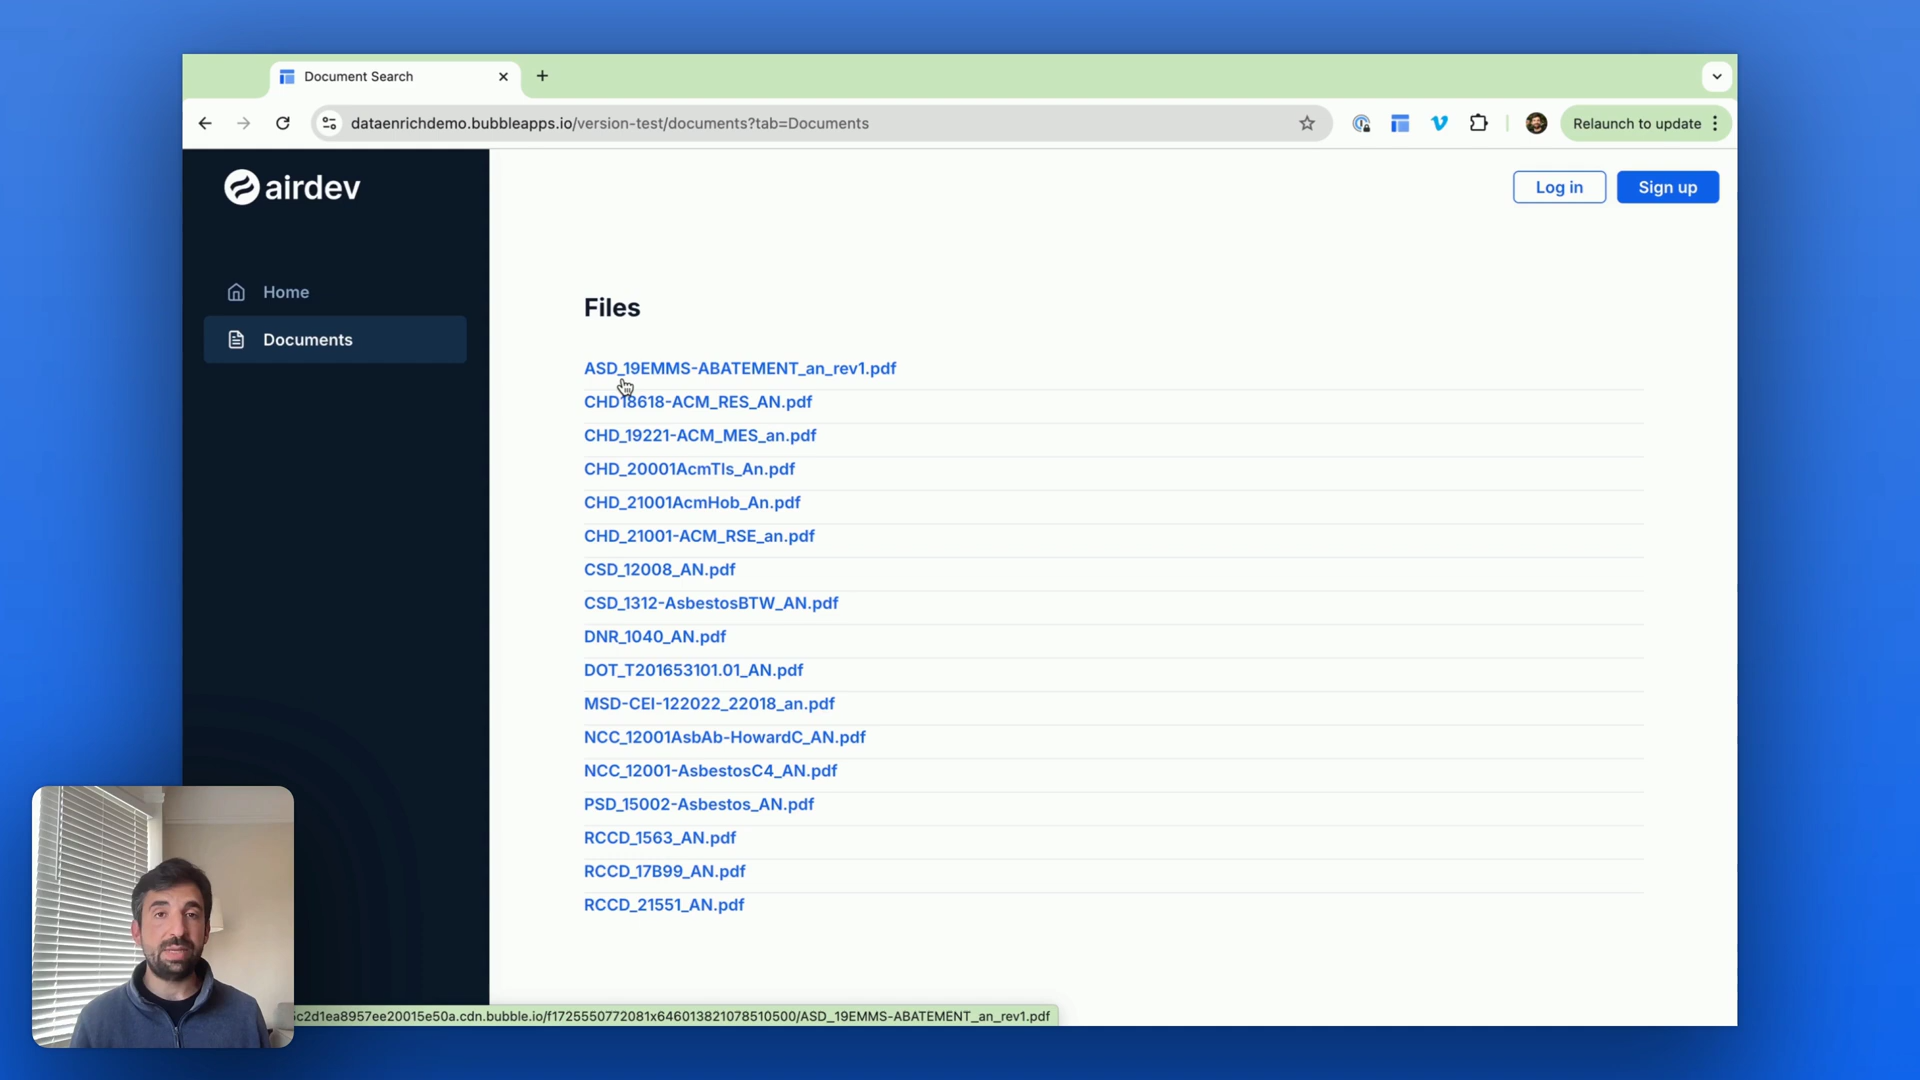 Document Search
dataenrichdemo.bubbleapps.io/version-test/documents?tab=Documents
Relaunch to update
airdev
Log in
Sign up
Home
Documents
Files
ASD_19EMMS-ABATEMENT_an_rev1.pdf
CHD18618-ACM_RES_AN.pdf
CHD_19221-ACM_MES_an.pdf
CHD_20001AcmTls_An.pdf
CHD_21001AcmHob_An.pdf
CHD_21001-ACM_RSE_an.pdf
CSD_12008_AN.pdf
CSD_1312-AsbestosBTW_AN.pdf
DNR_1040_AN.pdf
DOT_T201653101.01_AN.pdf
MSD-CEI-122022_22018_an.pdf
NCC_12001AsbAb-HowardC_AN.pdf
NCC_12001-AsbestosC4_AN.pdf
PSD_15002-Asbestos_AN.pdf
RCCD_1563_AN.pdf
RCCD_17B99_AN.pdf
RCCD_21551_AN.pdf
c2d1ea8957ee20015e50a.cdn.bubble.io/f1725550772081x646013821078510500/ASD_19EMMS-ABATEMENT_an_rev1.pdf